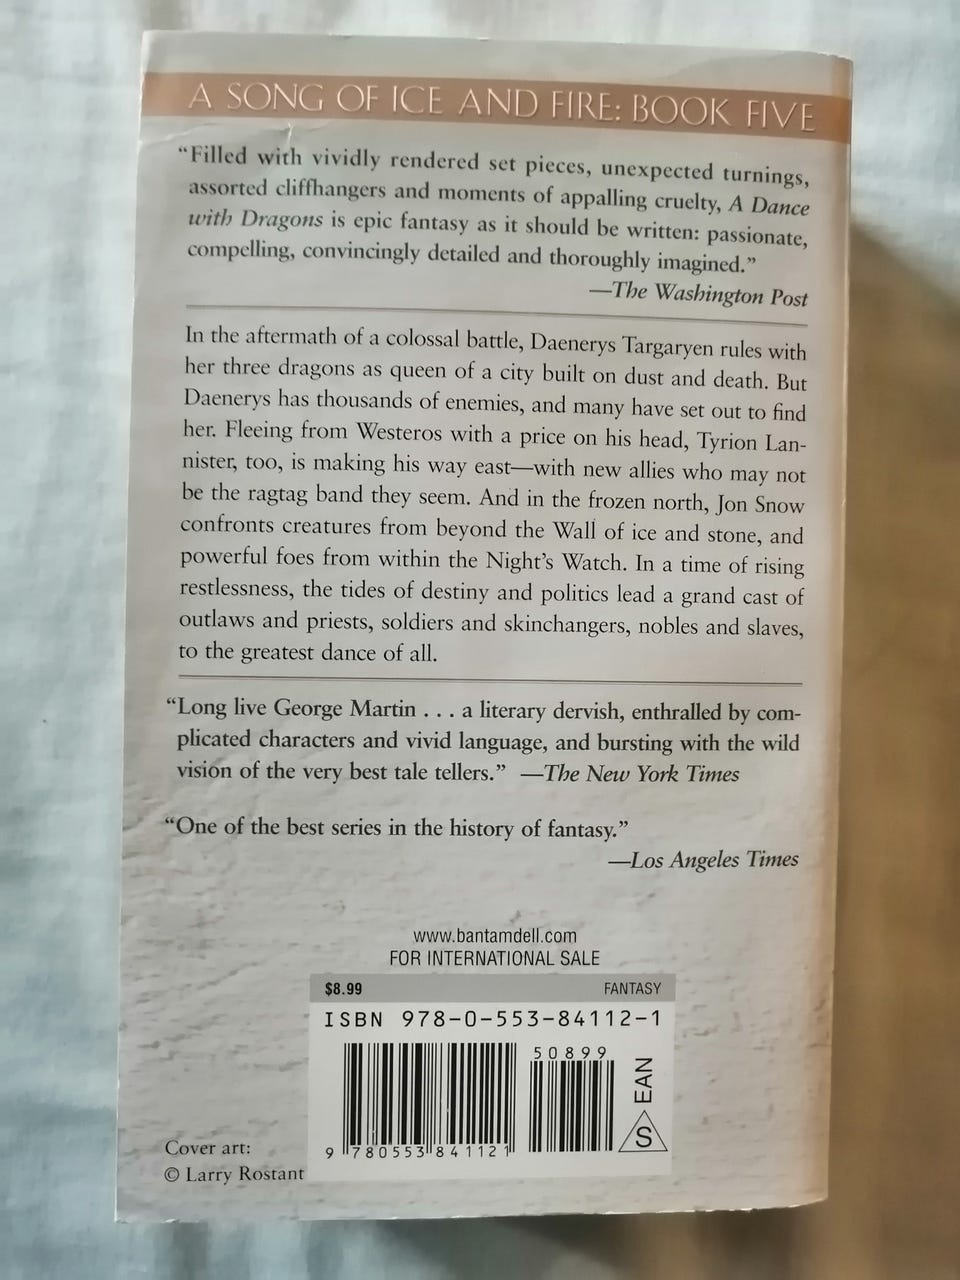 A SONG OF ICE AND FIRE: BOOK FIVE
“Filled with vividly rendered set pieces, unexpected turnings,
assorted cliffhangers and moments of appalling cruelty, A Dance
with Dragons is epic fantasy as it should be written: passionate,
compelling, convincingly detailed and thoroughly imagined.”
—The Washington Post
In the aftermath of a colossal battle, Daenerys Targaryen rules with
her three dragons as queen of a city built on dust and death. But
Daenerys has thousands of enemies, and many have set out to find
her. Fleeing from Westeros with a price on his head, Tyrion Lan-
nister, too, is making his way east—with new allies who may not
be the ragtag band they seem. And in the frozen north, Jon Snow
confronts creatures from beyond the Wall of ice and stone, and
powerful foes from within the Night’s Watch. In a time of rising
restlessness, the tides of destiny and politics lead a grand cast of
outlaws and priests, soldiers and skinchangers, nobles and slaves,
to the greatest dance of all.
“Long live George Martin . . . a literary dervish, enthralled by com-
plicated characters and vivid language, and bursting with the wild
vision of the very best tale tellers.” —The New York Times
“One of the best series in the history of fantasy.”
—Los Angeles Times
www.bantamdell.com
FOR INTERNATIONAL SALE
$8.99 FANTASY
ISBN 978-0-553-84112-1
50899
EAN
S
9 780553 841121
Cover art:
© Larry Rostant